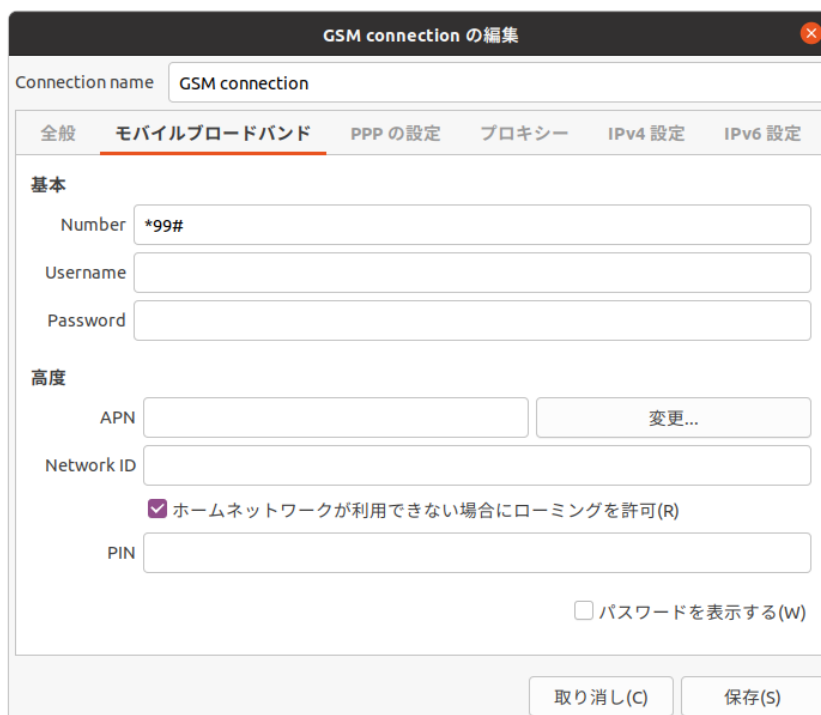 GSM connection の編集
Connection name GSM connection
全般 モバイルブロードバンド PPP の設定 プロキシー IPv4 設定 IPv6 設定
基本
Number *99#
Username
Password
高度
APN 変更...
Network ID
ホームネットワークが利用できない場合にローミングを許可(R)
PIN
パスワードを表示する(W)
取り消し(C) 保存(S)